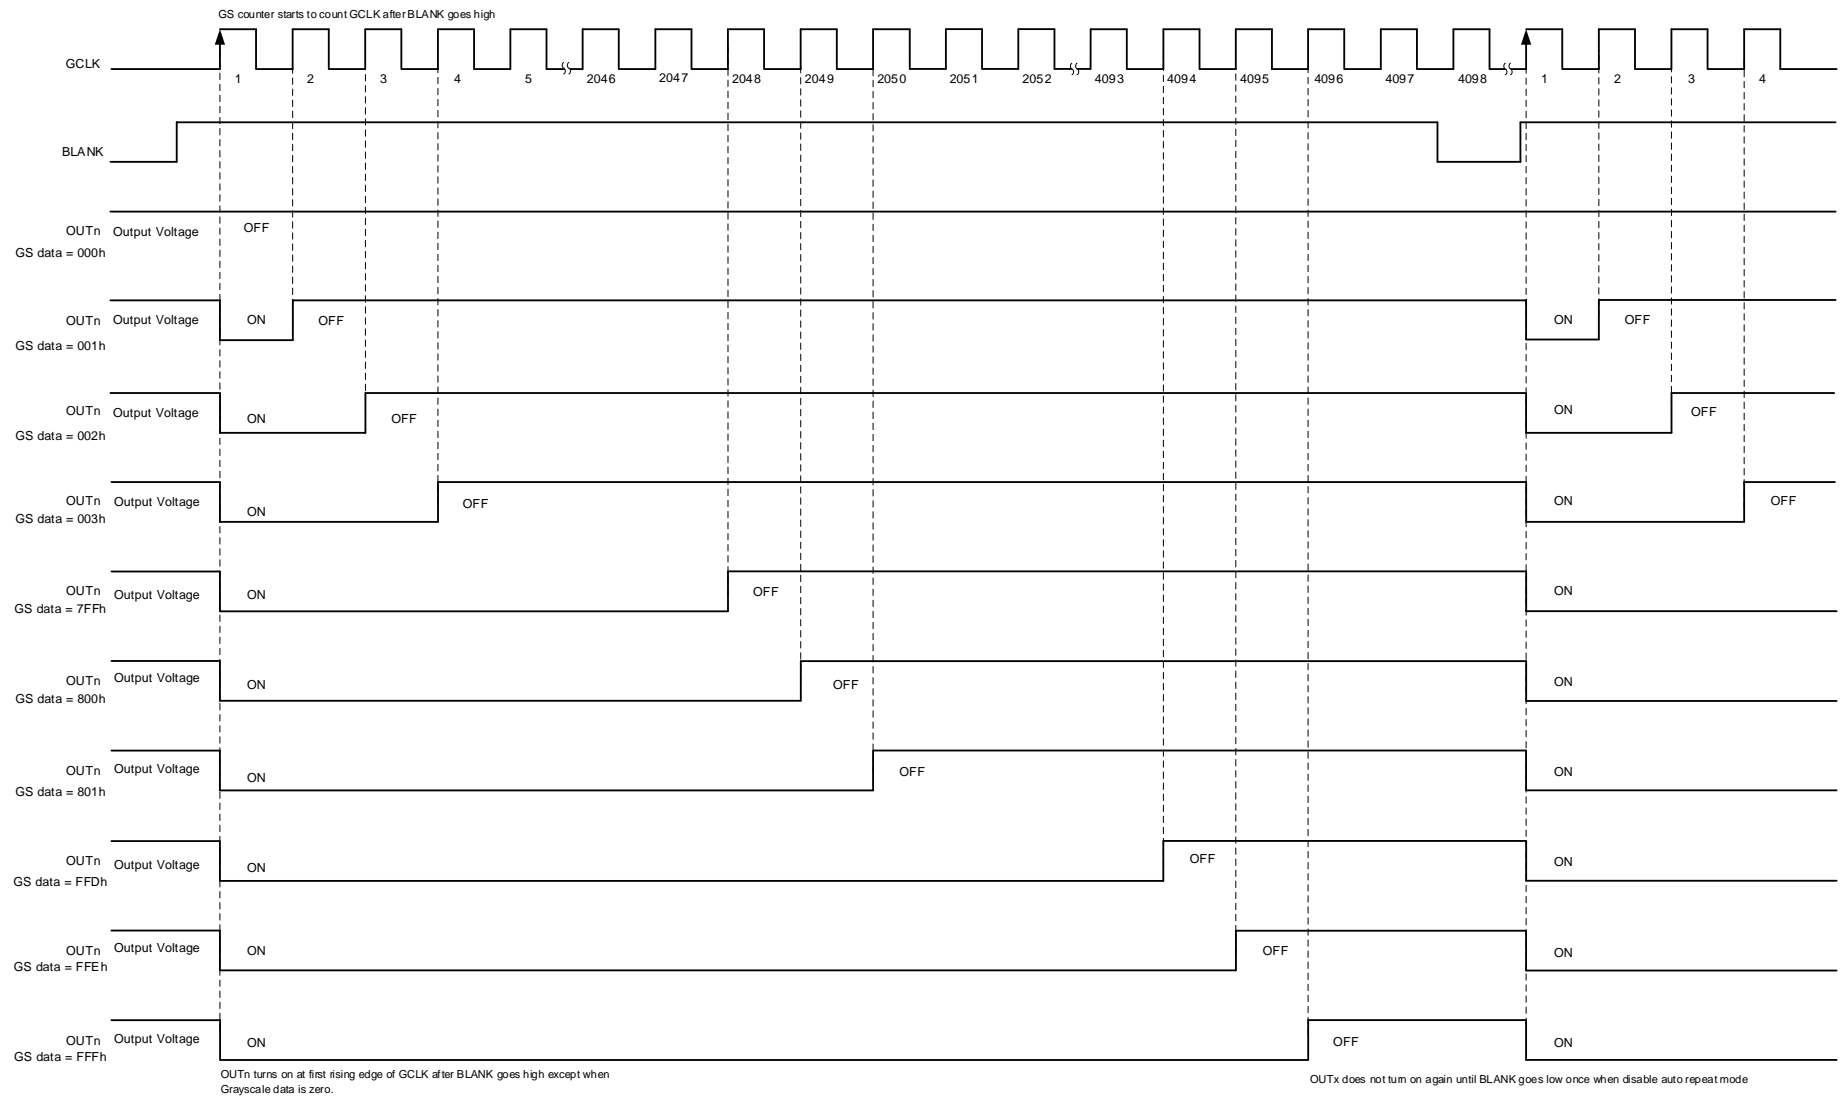 GS counter starts to count GCLK after BLANK goes high
GCLK
1 2 3 4 5 2046 2047 2048 2049 2050 2051 2052 4093 4094 4095 4096 4097 4098 1 2 3 4
BLANK
OUTn Output Voltage OFF
GS data = 000h
OUTn Output Voltage ON OFF ON OFF
GS data = 001h
OUTn Output Voltage ON OFF ON OFF
GS data = 002h
OUTn Output Voltage ON OFF ON OFF
GS data = 003h
OUTn Output Voltage ON OFF ON
GS data = 7FFh
OUTn Output Voltage ON OFF ON
GS data = 800h
OUTn Output Voltage ON OFF ON
GS data = 801h
OUTn Output Voltage ON OFF ON
GS data = FFDh
OUTn Output Voltage ON OFF ON
GS data = FFEh
OUTn Output Voltage ON OFF ON
GS data = FFFh
OUTn turns on at first rising edge of GCLK after BLANK goes high except when
Grayscale data is zero.
OUTx does not turn on again until BLANK goes low once when disable auto repeat mode